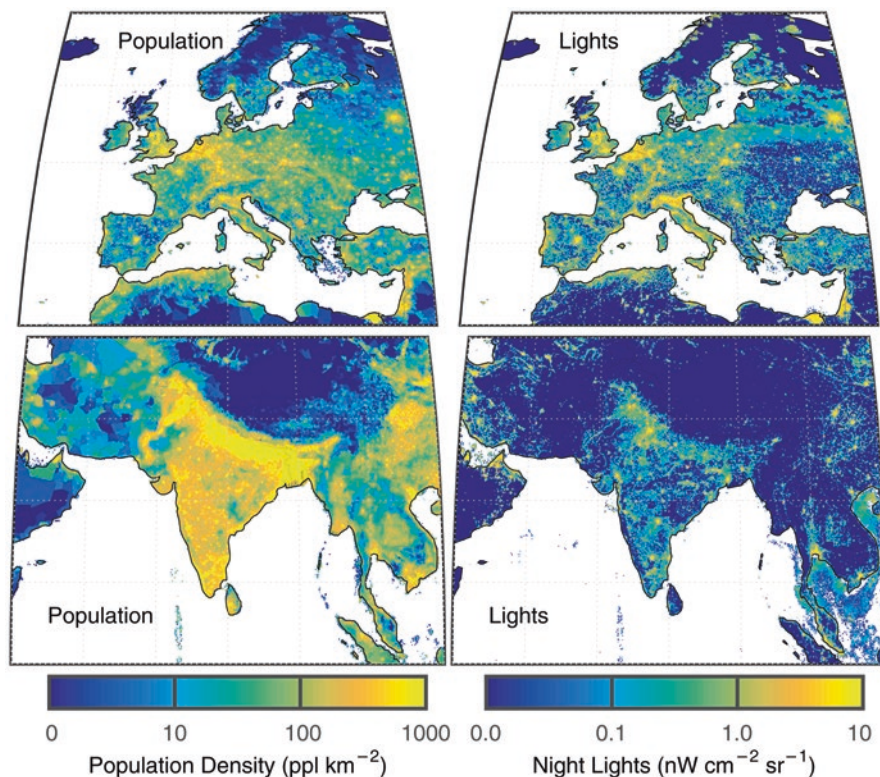 Population
Lights
Population
Lights
0 10 100 1000
0.0 0.1 1.0 10
Population Density (ppl km⁻²)
Night Lights (nW cm⁻² sr⁻¹)